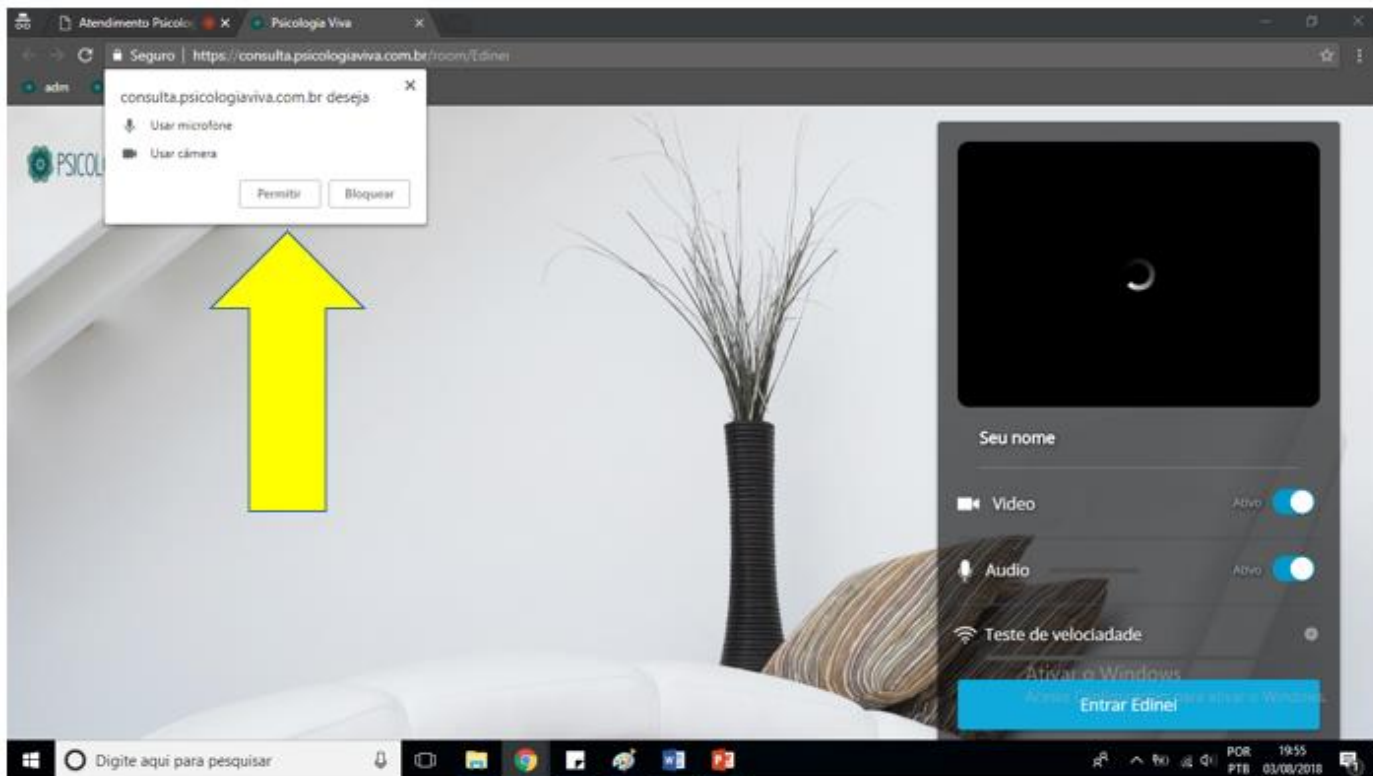 Atendimento Psicolo
Psicologia Viva
Seguro | https://consulta.psicologiaviva.com.br/room/Edinei
adm
consulta.psicologiaviva.com.br deseja
Usar microfone
Usar câmera
Permitir
Bloquear
PSICOL
Seu nome
Video Ativo
Audio Ativo
Teste de velociadade
Ativar o Windows
Entrar Edinei
Digite aqui para pesquisar
POR 19:55
PTB 03/08/2018